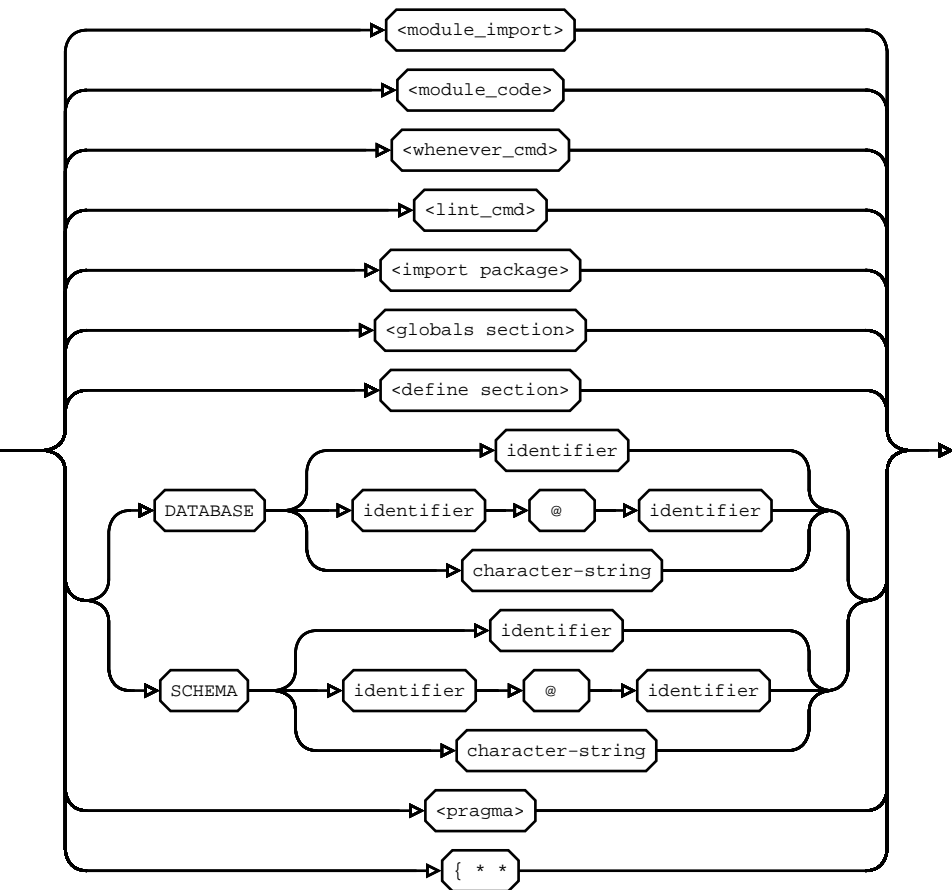 <module_import>
<module_code>
<whenever_cmd>
<lint_cmd>
<import package>
<globals section>
<define section>
identifier
DATABASE identifier @ identifier
character-string
identifier
SCHEMA identifier @ identifier
character-string
<pragma>
{ * *